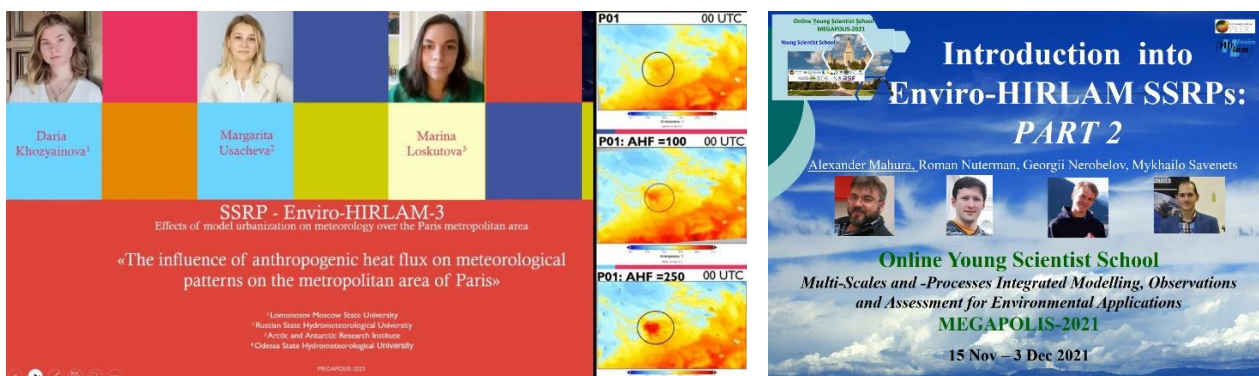 Daria
Khozyainova¹
Margarita
Usacheva²
Marina
Loskutova³
SSRP - Enviro-HIRLAM-3
Effects of model urbanization on meteorology over the Paris metropolitan area
«The influence of anthropogenic heat flux on meteorological
patterns on the metropolitan area of Paris»
¹Lomonosov Moscow State University
²Russian State Hydrometeorological University
³Arctic and Antarctic Research Institute
⁴Odessa State Hydrometeorological University
MEGAPOLIS-2021
P01 00 UTC
P01: AHF =100 00 UTC
P01: AHF =250 00 UTC
Online Young Scientist School
MEGAPOLIS-2021
Young Scientist School
Introduction into
Enviro-HIRLAM SSRPs:
PART 2
Alexander Mahura, Roman Nuterman, Georgii Nerobelov, Mykhailo Savenets
Online Young Scientist School
Multi-Scales and -Processes Integrated Modelling, Observations
and Assessment for Environmental Applications
MEGAPOLIS-2021
15 Nov – 3 Dec 2021